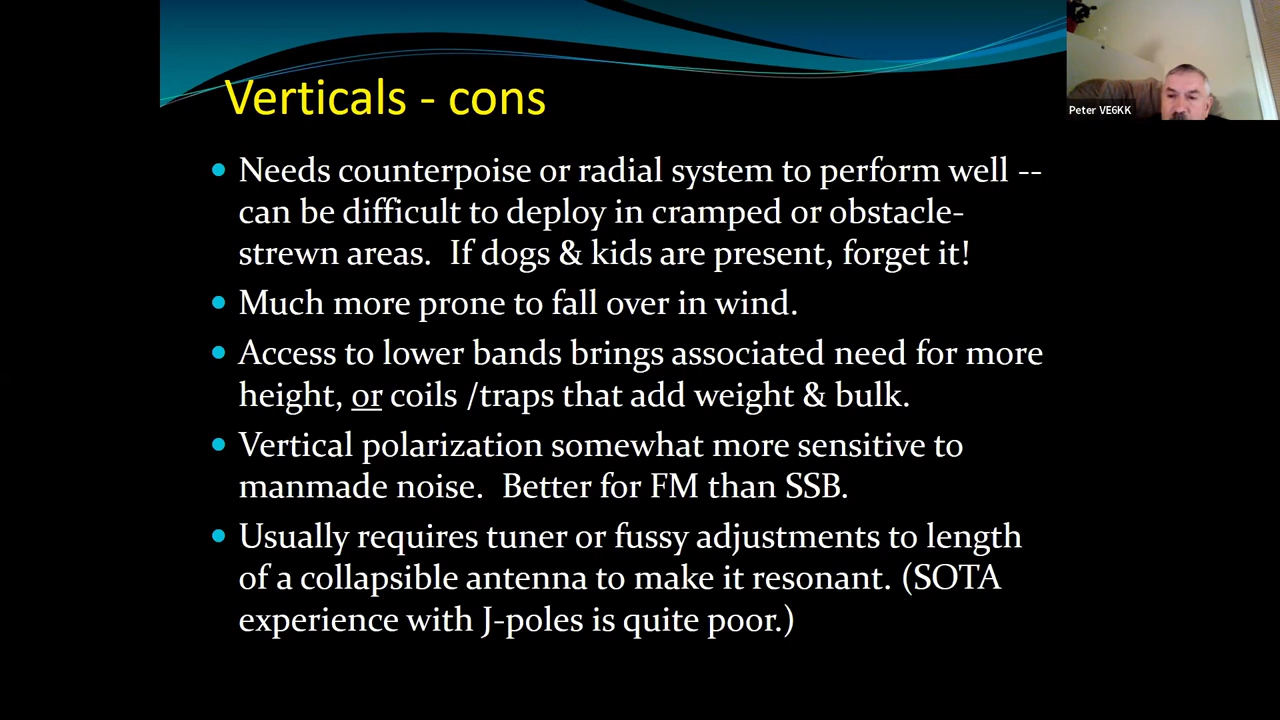 Verticals - cons
Peter VE6KK
• Needs counterpoise or radial system to perform well --
can be difficult to deploy in cramped or obstacle-
strewn areas.  If dogs & kids are present, forget it!
• Much more prone to fall over in wind.
• Access to lower bands brings associated need for more
height, or coils /traps that add weight & bulk.
• Vertical polarization somewhat more sensitive to
manmade noise.  Better for FM than SSB.
• Usually requires tuner or fussy adjustments to length
of a collapsible antenna to make it resonant. (SOTA
experience with J-poles is quite poor.)